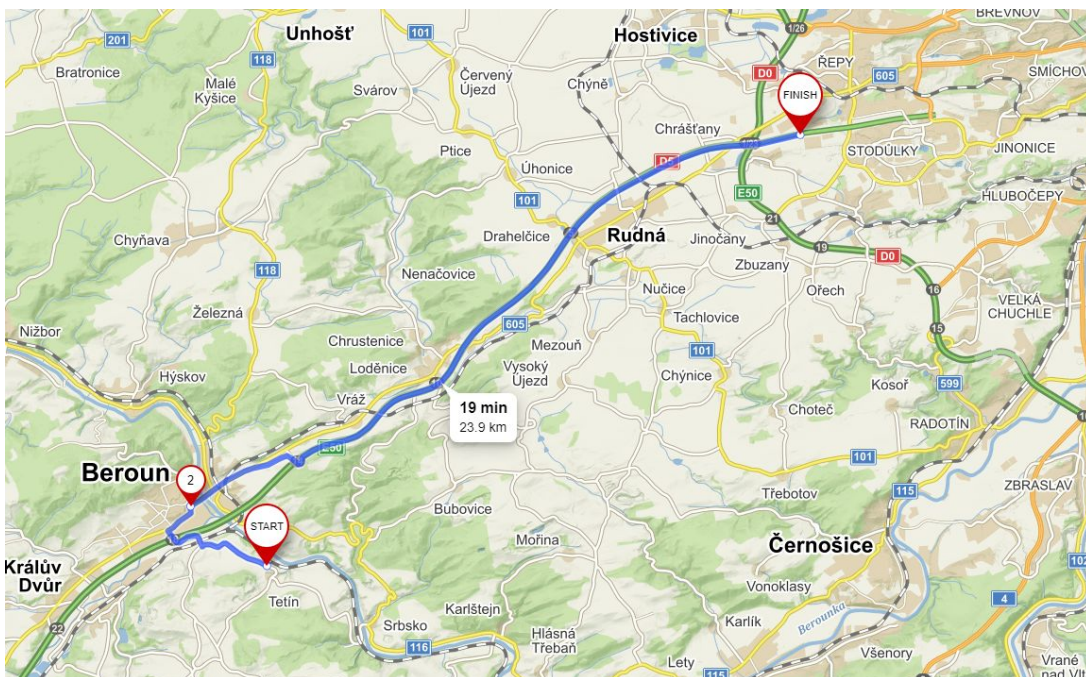 BŘEVNOV
201
Unhošť
101
Hostivice
1/26
118
Bratronice
Malé
Kyšice
Svárov
Červený
Újezd
Chýně
D0
ŘEPY
605
SMÍCHOV
FINISH
Chrášťany
Ptice
STODŮLKY
JINONICE
Úhonice
E50
101
HLUBOČEPY
21
Chyňava
Drahelčice
Rudná
Jinočany
19
D0
118
Nenačovice
Zbuzany
Nučice
Ořech
16
Železná
VELKÁ
CHUCHLE
605
Tachlovice
15
Nižbor
Chrustenice
Mezouň
101
Loděnice
Vysoký
Újezd
Chýnice
Kosoř
599
Hýskov
Vráž
19 min
23.9 km
Choteč
RADOTÍN
E50
101
Beroun
2
Třebotov
115
ZBRASLAV
START
Bubovice
Králův
Dvůr
Mořina
Černošice
102
Tetín
Vonoklasy
4
22
Karlštejn
Karlík
Berounka
Srbsko
116
Hlásná
Třebaň
Lety
115
Všenory
Vrané
nad Vlt